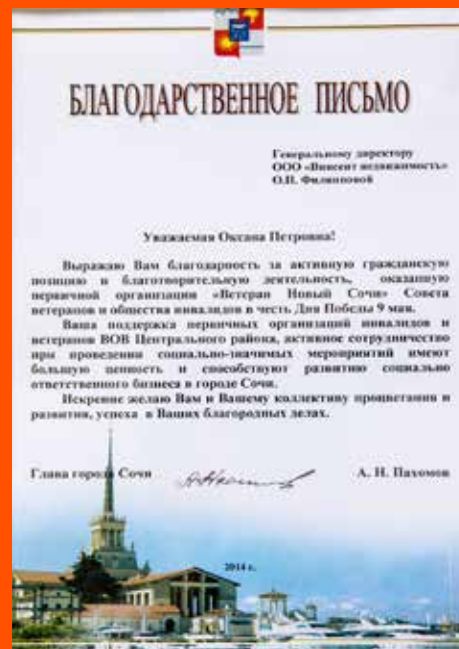 БЛАГОДАРСТВЕННОЕ ПИСЬМО
Генеральному директору
ООО «Винсент недвижимость»
О.П. Филипповой
Уважаемая Оксана Петровна!
Выражаю Вам благодарность за активную гражданскую
позицию и благотворительную деятельность, оказанную
первичной организации «Ветеран Новый Сочи» Совета
ветеранов и общества инвалидов в честь Дня Победы 9 мая.
Ваша поддержка первичных организаций инвалидов и
ветеранов ВОВ Центрального района, активное сотрудничество
при проведении социально-значимых мероприятий имеют
большую ценность и способствуют развитию социально
ответственного бизнеса в городе Сочи.
Искренне желаю Вам и Вашему коллективу процветания и
развития, успеха в Ваших благородных делах.
Глава города Сочи А. Н. Пахомов
2014 г.